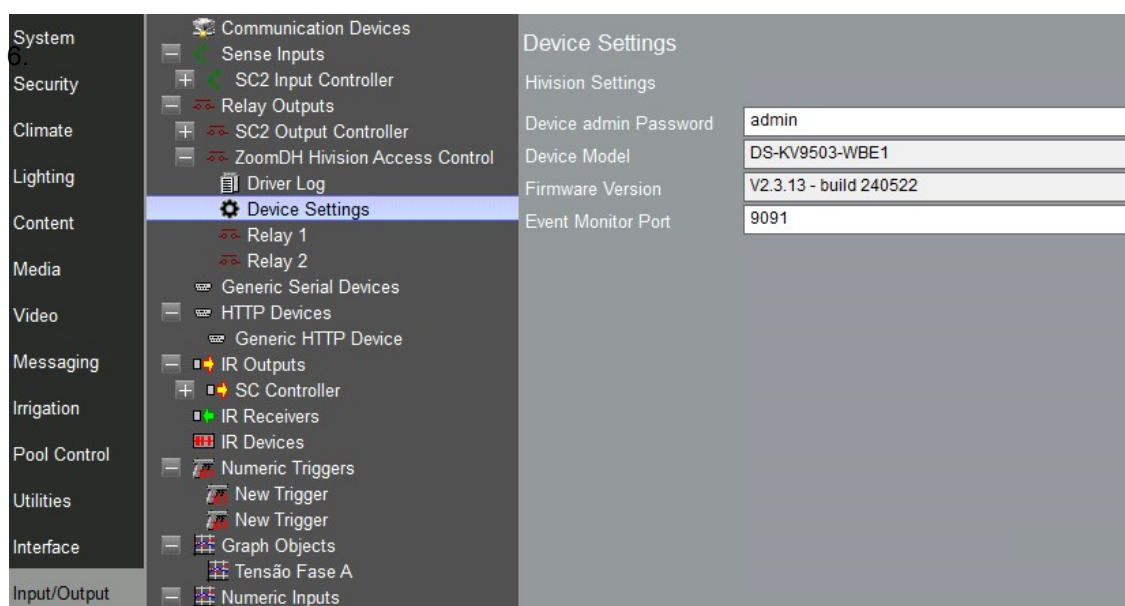 System
6.
Security
Climate
Lighting
Content
Media
Video
Messaging
Irrigation
Pool Control
Utilities
Interface
Input/Output
Communication Devices
Sense Inputs
SC2 Input Controller
Relay Outputs
SC2 Output Controller
ZoomDH Hivision Access Control
Driver Log
Device Settings
Relay 1
Relay 2
Generic Serial Devices
HTTP Devices
Generic HTTP Device
IR Outputs
SC Controller
IR Receivers
IR Devices
Numeric Triggers
New Trigger
New Trigger
Graph Objects
Tensão Fase A
Numeric Inputs
Device Settings
Hivision Settings
Device admin Password admin
Device Model DS-KV9503-WBE1
Firmware Version V2.3.13 - build 240522
Event Monitor Port 9091